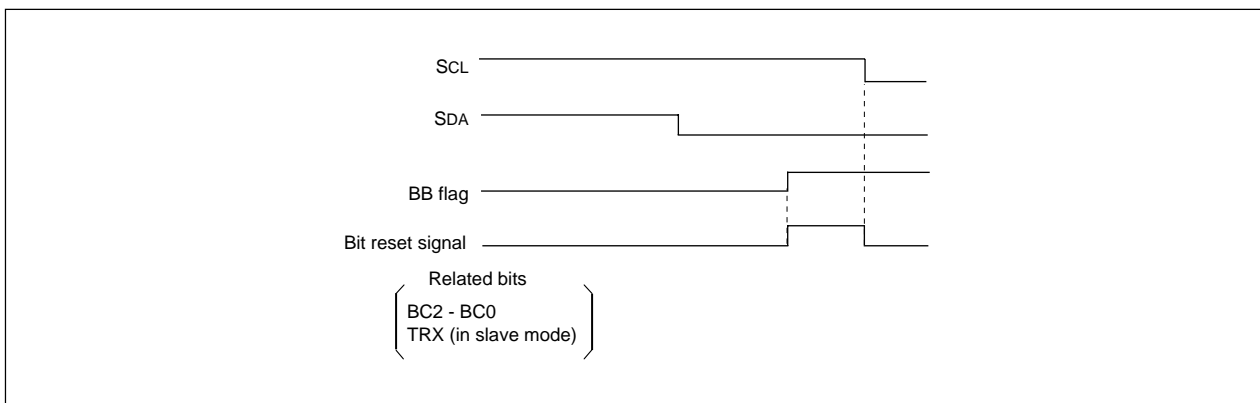 SCL
SDA
BB flag
Bit reset signal
Related bits
BC2 - BC0
TRX (in slave mode)